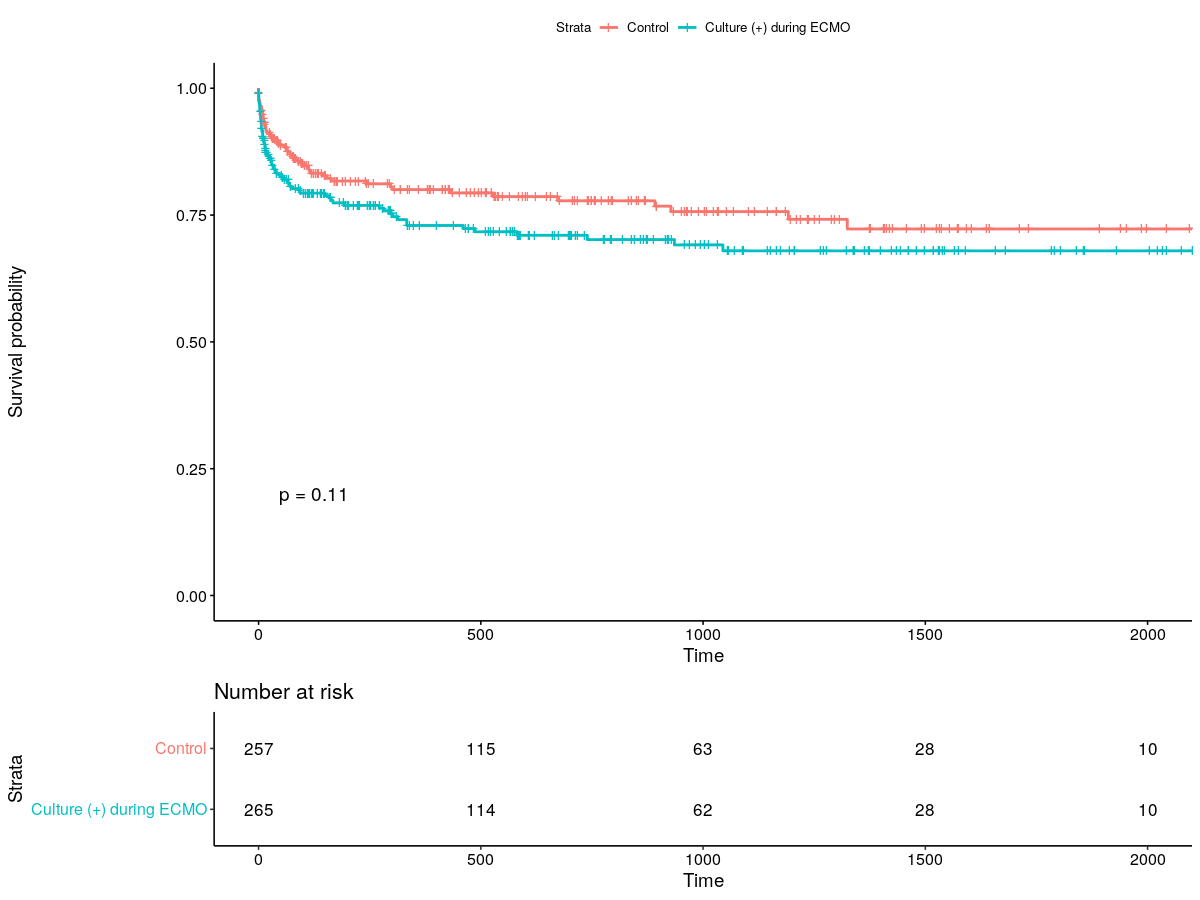 Strata Control Culture (+) during ECMO
Survival probability
1.00
0.75
0.50
0.25
0.00
p = 0.11
0 500 1000 1500 2000
Time
Number at risk
Strata
Control 257 115 63 28 10
Culture (+) during ECMO 265 114 62 28 10
0 500 1000 1500 2000
Time